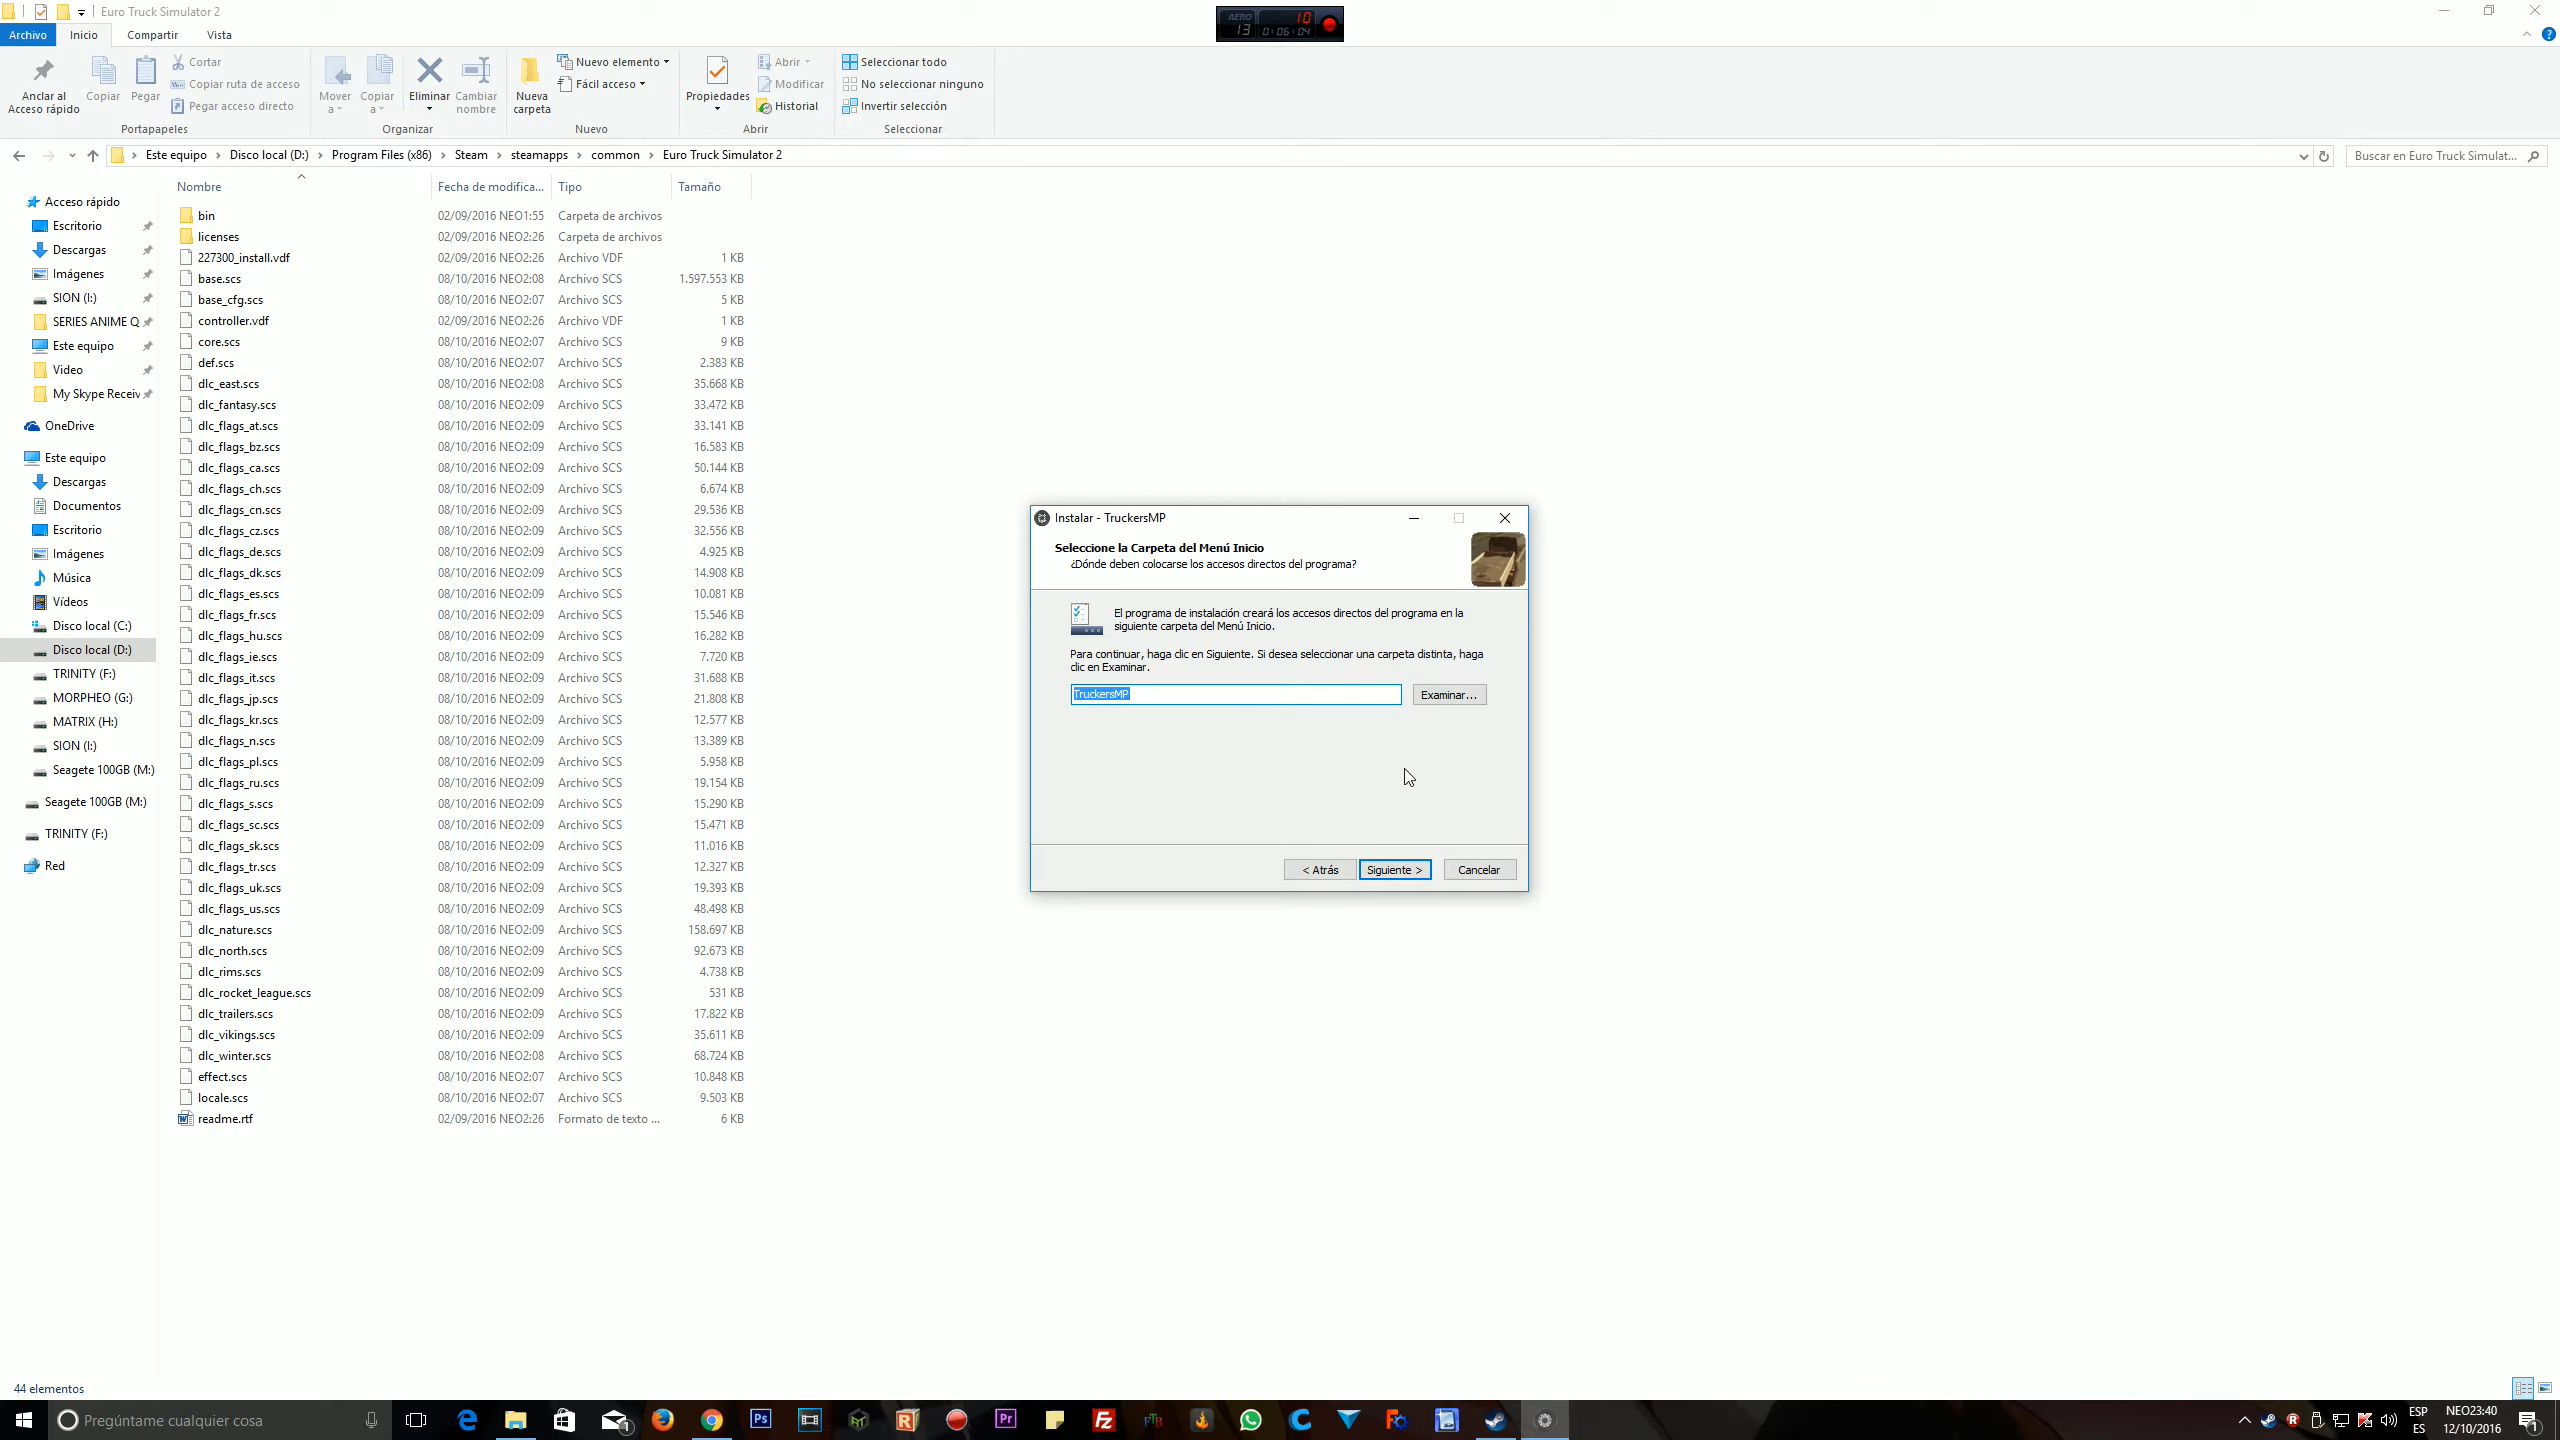 Euro Truck Simulator 2
AERO
13
10
0:06:04
Archivo
Inicio
Compartir
Vista
Anclar al
Acceso rápido
Copiar
Pegar
Cortar
Copiar ruta de acceso
Pegar acceso directo
Portapapeles
Mover
a
Copiar
a
Eliminar
Cambiar
nombre
Organizar
Nueva
carpeta
Nuevo elemento
Fácil acceso
Nuevo
Propiedades
Abrir
Modificar
Historial
Abrir
Seleccionar todo
No seleccionar ninguno
Invertir selección
Seleccionar
Este equipo > Disco local (D:) > Program Files (x86) > Steam > steamapps > common > Euro Truck Simulator 2
Buscar en Euro Truck Simulat...
Acceso rápido
Escritorio
Descargas
Imágenes
SION (I:)
SERIES ANIME Q
Este equipo
Video
My Skype Receiv
OneDrive
Este equipo
Descargas
Documentos
Escritorio
Imágenes
Música
Vídeos
Disco local (C:)
Disco local (D:)
TRINITY (F:)
MORPHEO (G:)
MATRIX (H:)
SION (I:)
Seagete 100GB (M:)
Seagete 100GB (M:)
TRINITY (F:)
Red
Nombre Fecha de modifica... Tipo Tamaño
bin 02/09/2016 NEO1:55 Carpeta de archivos
licenses 02/09/2016 NEO2:26 Carpeta de archivos
227300_install.vdf 02/09/2016 NEO2:26 Archivo VDF 1 KB
base.scs 08/10/2016 NEO2:08 Archivo SCS 1.597.553 KB
base_cfg.scs 08/10/2016 NEO2:07 Archivo SCS 5 KB
controller.vdf 02/09/2016 NEO2:26 Archivo VDF 1 KB
core.scs 08/10/2016 NEO2:07 Archivo SCS 9 KB
def.scs 08/10/2016 NEO2:07 Archivo SCS 2.383 KB
dlc_east.scs 08/10/2016 NEO2:08 Archivo SCS 35.668 KB
dlc_fantasy.scs 08/10/2016 NEO2:09 Archivo SCS 33.472 KB
dlc_flags_at.scs 08/10/2016 NEO2:09 Archivo SCS 33.141 KB
dlc_flags_bz.scs 08/10/2016 NEO2:09 Archivo SCS 16.583 KB
dlc_flags_ca.scs 08/10/2016 NEO2:09 Archivo SCS 50.144 KB
dlc_flags_ch.scs 08/10/2016 NEO2:09 Archivo SCS 6.674 KB
dlc_flags_cn.scs 08/10/2016 NEO2:09 Archivo SCS 29.536 KB
dlc_flags_cz.scs 08/10/2016 NEO2:09 Archivo SCS 32.556 KB
dlc_flags_de.scs 08/10/2016 NEO2:09 Archivo SCS 4.925 KB
dlc_flags_dk.scs 08/10/2016 NEO2:09 Archivo SCS 14.908 KB
dlc_flags_es.scs 08/10/2016 NEO2:09 Archivo SCS 10.081 KB
dlc_flags_fr.scs 08/10/2016 NEO2:09 Archivo SCS 15.546 KB
dlc_flags_hu.scs 08/10/2016 NEO2:09 Archivo SCS 16.282 KB
dlc_flags_ie.scs 08/10/2016 NEO2:09 Archivo SCS 7.720 KB
dlc_flags_it.scs 08/10/2016 NEO2:09 Archivo SCS 31.688 KB
dlc_flags_jp.scs 08/10/2016 NEO2:09 Archivo SCS 21.808 KB
dlc_flags_kr.scs 08/10/2016 NEO2:09 Archivo SCS 12.577 KB
dlc_flags_n.scs 08/10/2016 NEO2:09 Archivo SCS 13.389 KB
dlc_flags_pl.scs 08/10/2016 NEO2:09 Archivo SCS 5.958 KB
dlc_flags_ru.scs 08/10/2016 NEO2:09 Archivo SCS 19.154 KB
dlc_flags_s.scs 08/10/2016 NEO2:09 Archivo SCS 15.290 KB
dlc_flags_sc.scs 08/10/2016 NEO2:09 Archivo SCS 15.471 KB
dlc_flags_sk.scs 08/10/2016 NEO2:09 Archivo SCS 11.016 KB
dlc_flags_tr.scs 08/10/2016 NEO2:09 Archivo SCS 12.327 KB
dlc_flags_uk.scs 08/10/2016 NEO2:09 Archivo SCS 19.393 KB
dlc_flags_us.scs 08/10/2016 NEO2:09 Archivo SCS 48.498 KB
dlc_nature.scs 08/10/2016 NEO2:09 Archivo SCS 158.697 KB
dlc_north.scs 08/10/2016 NEO2:09 Archivo SCS 92.673 KB
dlc_rims.scs 08/10/2016 NEO2:09 Archivo SCS 4.738 KB
dlc_rocket_league.scs 08/10/2016 NEO2:09 Archivo SCS 531 KB
dlc_trailers.scs 08/10/2016 NEO2:09 Archivo SCS 17.822 KB
dlc_vikings.scs 08/10/2016 NEO2:09 Archivo SCS 35.611 KB
dlc_winter.scs 08/10/2016 NEO2:08 Archivo SCS 68.724 KB
effect.scs 08/10/2016 NEO2:07 Archivo SCS 10.848 KB
locale.scs 08/10/2016 NEO2:07 Archivo SCS 9.503 KB
readme.rtf 02/09/2016 NEO2:26 Formato de texto ... 6 KB
Instalar - TruckersMP
Seleccione la Carpeta del Menú Inicio
¿Dónde deben colocarse los accesos directos del programa?
El programa de instalación creará los accesos directos del programa en la
siguiente carpeta del Menú Inicio.
Para continuar, haga clic en Siguiente. Si desea seleccionar una carpeta distinta, haga
clic en Examinar.
TruckersMP
Examinar...
< Atrás
Siguiente >
Cancelar
44 elementos
Pregúntame cualquier cosa
1
Ps
Pr
Fz
FTB
ESP
ES
NEO23:40
12/10/2016
1